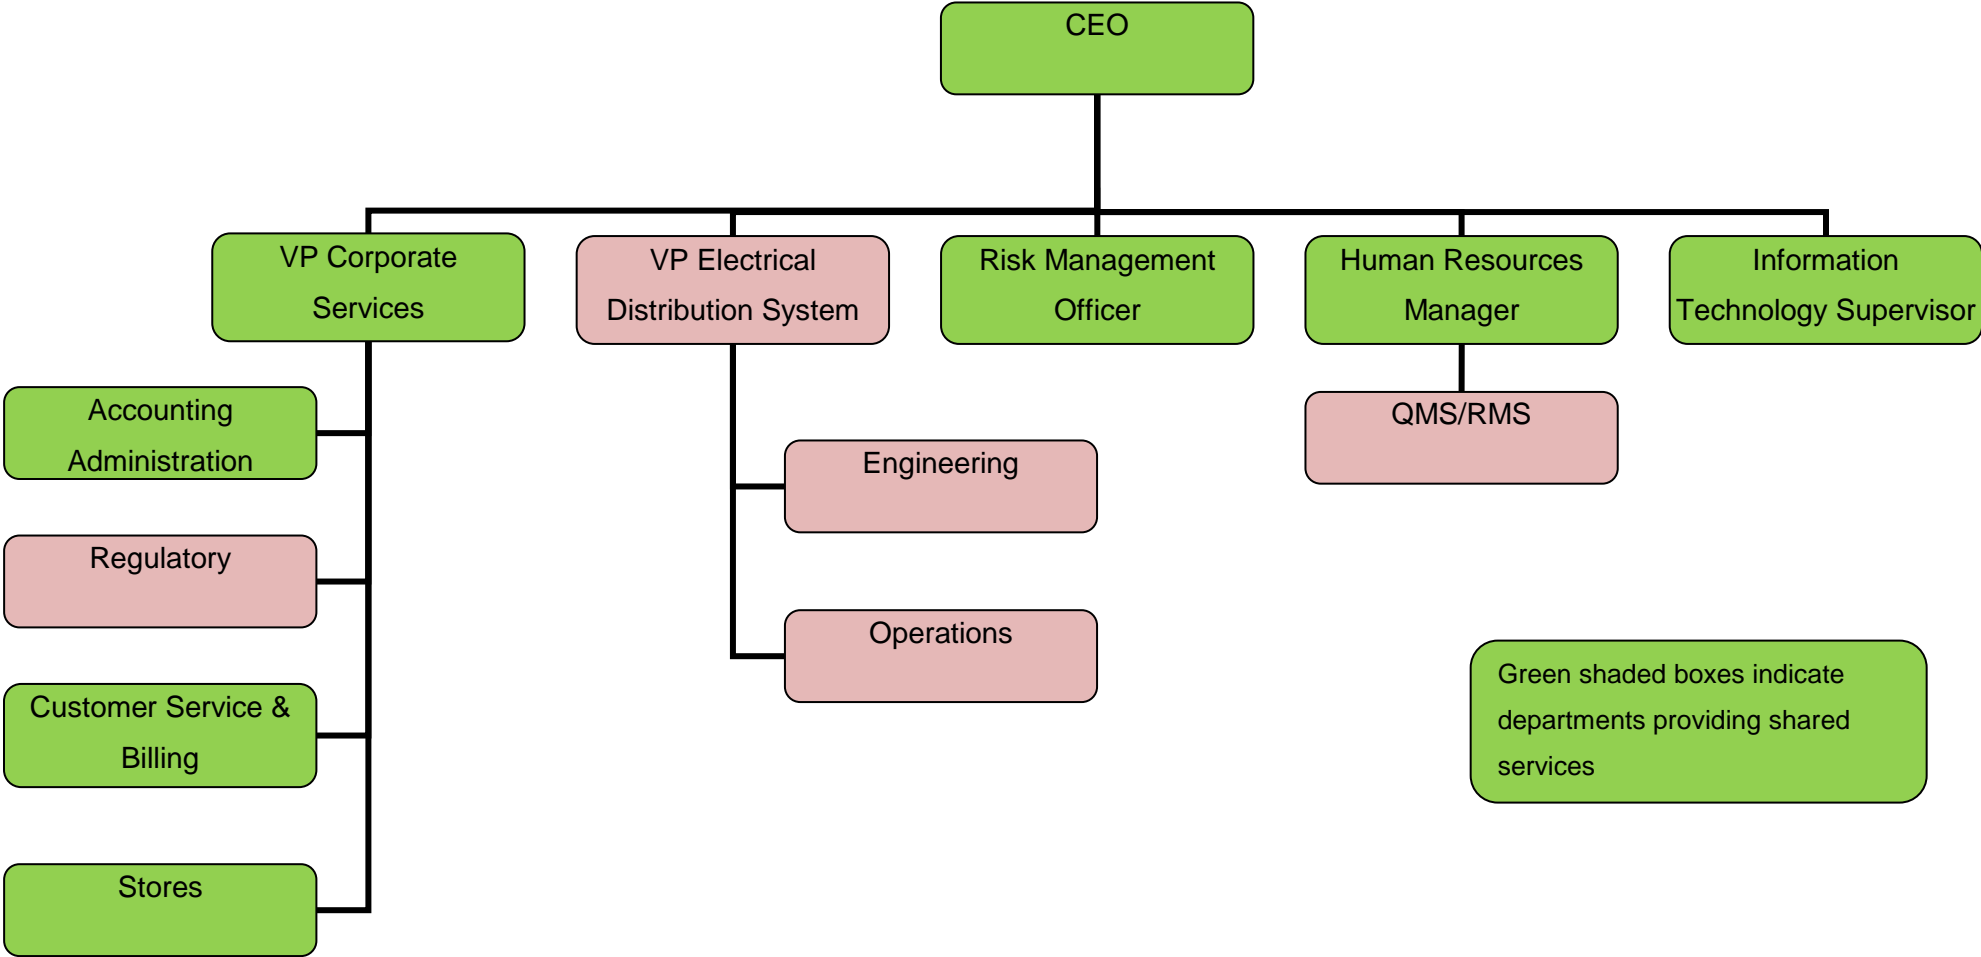 CEO
VP Corporate
Services
VP Electrical
Distribution System
Risk Management
Officer
Human Resources
Manager
Information
Technology Supervisor
Accounting
Administration
Regulatory
Customer Service &
Billing
Stores
Engineering
Operations
QMS/RMS
Green shaded boxes indicate
departments providing shared
services